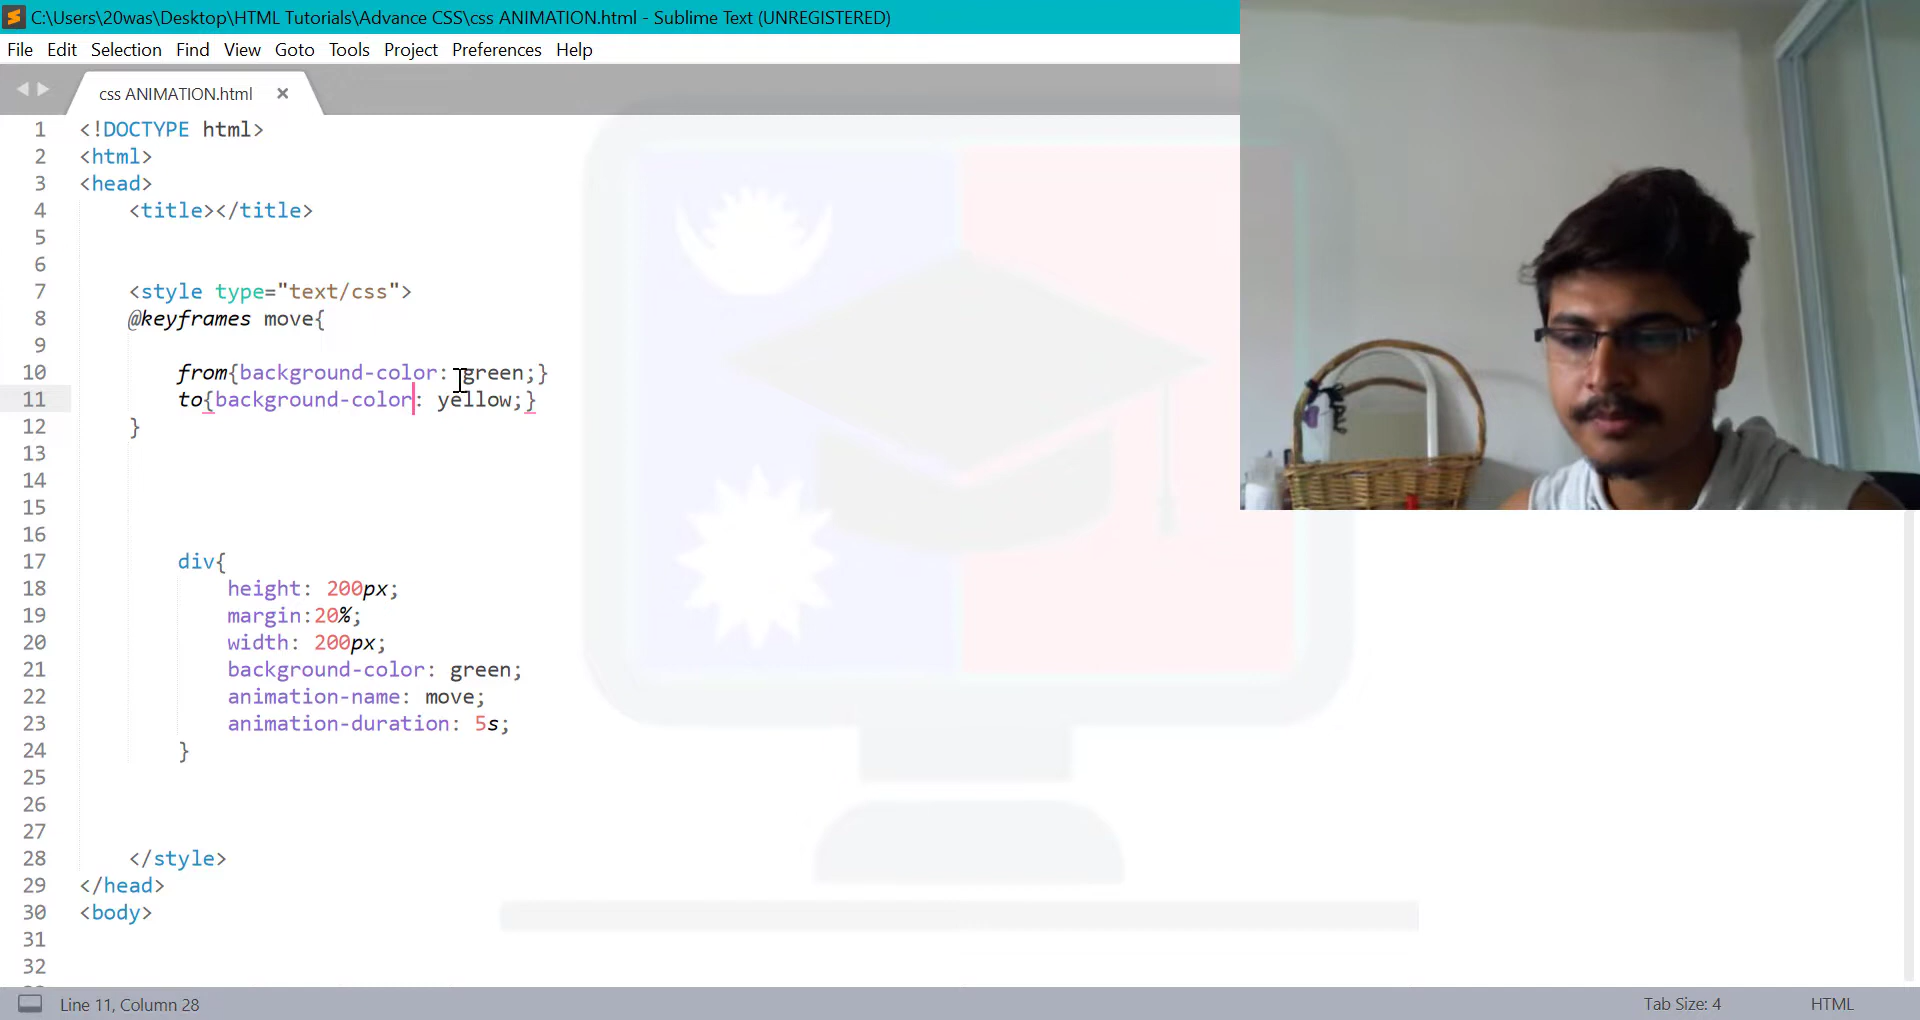 C:\Users\20was\Desktop\HTML Tutorials\Advance CSS\css ANIMATION.html - Sublime Text (UNREGISTERED)
File Edit Selection Find View Goto Tools Project Preferences Help
css ANIMATION.html
1 <!DOCTYPE html>
2 <html>
3 <head>
4 <title></title>
5
6
7 <style type="text/css">
8 @keyframes move{
9
10 from{background-color: green;}
11 to{background-color: yellow;}
12 }
13
14
15
16
17 div{
18 height: 200px;
19 margin:20%;
20 width: 200px;
21 background-color: green;
22 animation-name: move;
23 animation-duration: 5s;
24 }
25
26
27
28 </style>
29 </head>
30 <body>
31
32
Line 11, Column 28
Tab Size: 4
HTML